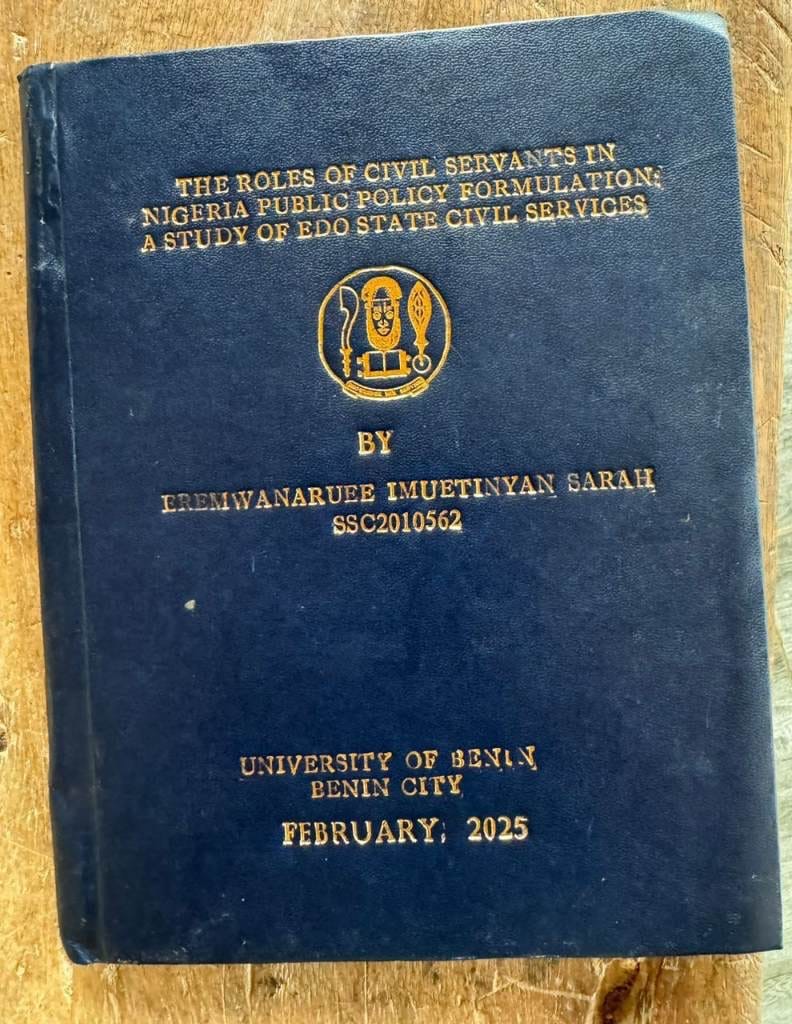 THE ROLES OF CIVIL SERVANTS IN
NIGERIA PUBLIC POLICY FORMULATION:
A STUDY OF EDO STATE CIVIL SERVICES
BY
EREMWANARUEE IMUETINYAN SARAH
SSC2010562
UNIVERSITY OF BENIN,
BENIN CITY
FEBRUARY, 2025